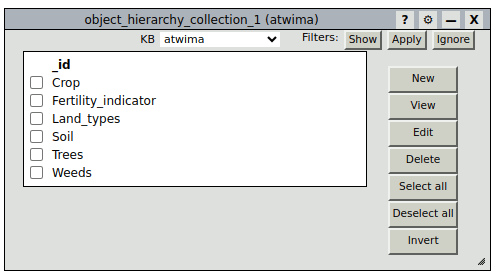 object_hierarchy_collection_1 (atwima) ? ⚙ — X
KB atwima Filters: Show Apply Ignore
_id
Crop
Fertility_indicator
Land_types
Soil
Trees
Weeds
New
View
Edit
Delete
Select all
Deselect all
Invert